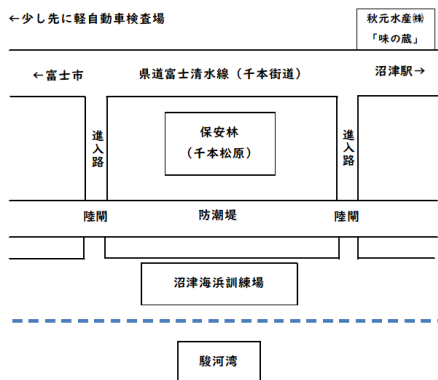 ←少し先に軽自動車検査場
秋元水産㈱
「味の蔵」
←富士市
県道富士清水線（千本街道）
沼津駅→
進入路
保安林
（千本松原）
進入路
陸閘
防潮堤
陸閘
沼津海浜訓練場
駿河湾